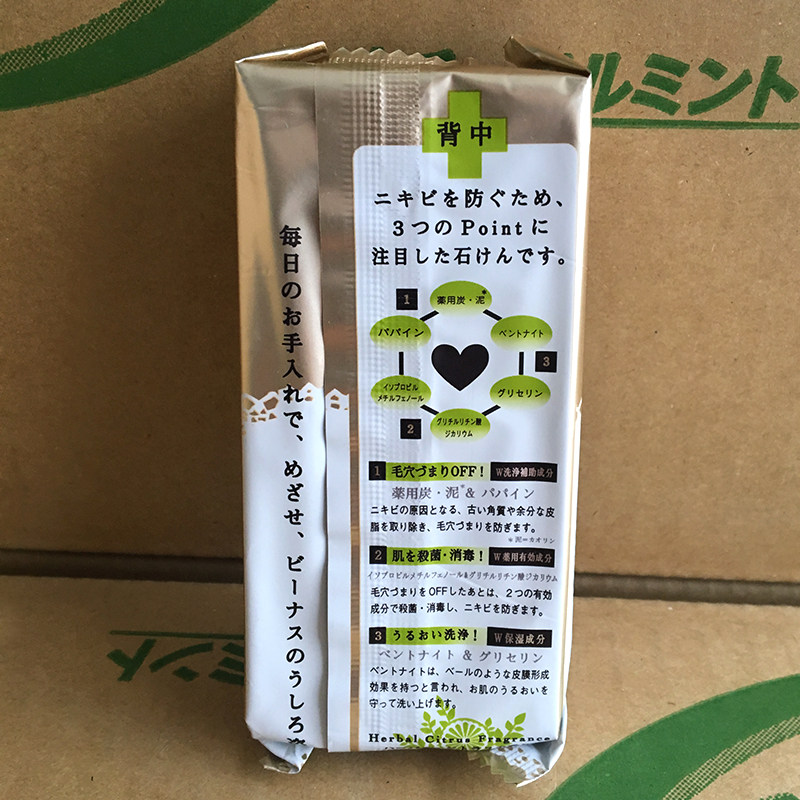 ルミント
背中
ニキビを防ぐため、
3つのPointに
注目した石けんです。
1
薬用炭・泥*
パパイン
ベントナイト
3
イソプロピル
メチルフェノール
グリセリン
2
グリチルリチン酸
ジカリウム
1 毛穴づまりOFF! W洗浄補助成分
薬用炭・泥*& パパイン
ニキビの原因となる、古い角質や余分な皮
脂を取り除き、毛穴づまりを防ぎます。
*泥=カオリン
2 肌を殺菌・消毒! W薬用有効成分
イソプロピルメチルフェノール&グリチルリチン酸ジカリウム
毛穴づまりをOFFしたあとは、2つの有効
成分で殺菌・消毒し、ニキビを防ぎます。
3 うるおい洗浄! W保湿成分
ベントナイト & グリセリン
ベントナイトは、ベールのような皮膜形成
効果を持つと言われ、お肌のうるおいを
守って洗い上げます。
Herbal Citrus Fragrance
毎日のお手入れで、めざせ、ビーナスのうしろ姿
ルミント